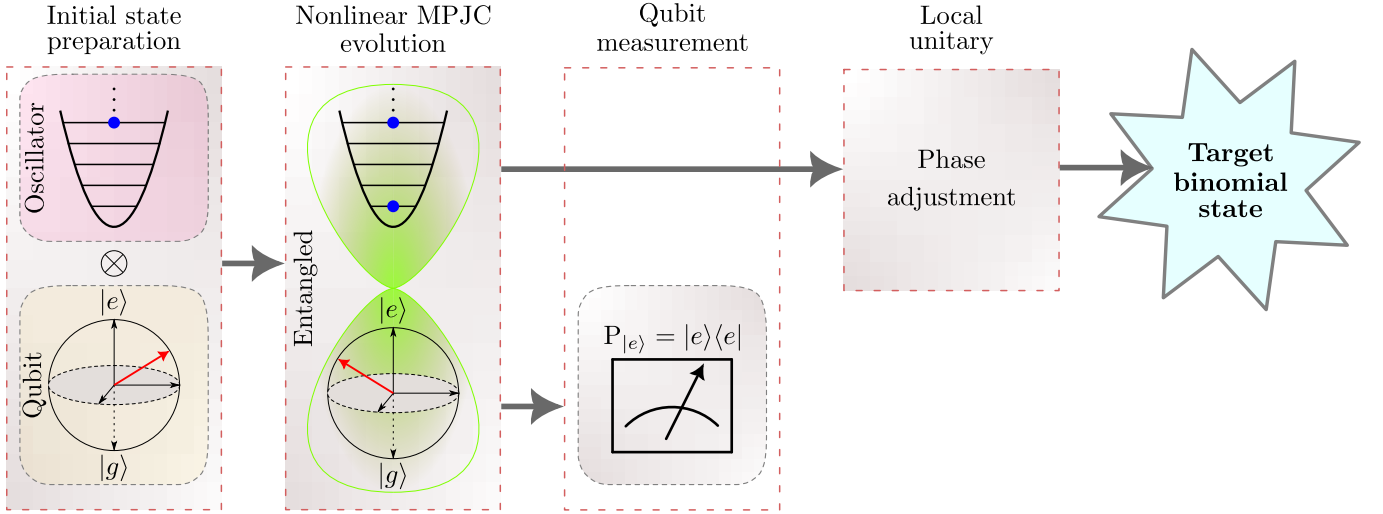 Initial state
preparation
Nonlinear MPJC
evolution
Qubit
measurement
Local
unitary
Oscillator
⊗
|e⟩
Qubit
|g⟩
Entangled
|e⟩
|g⟩
P|e⟩ = |e⟩⟨e|
Phase
adjustment
Target
binomial
state